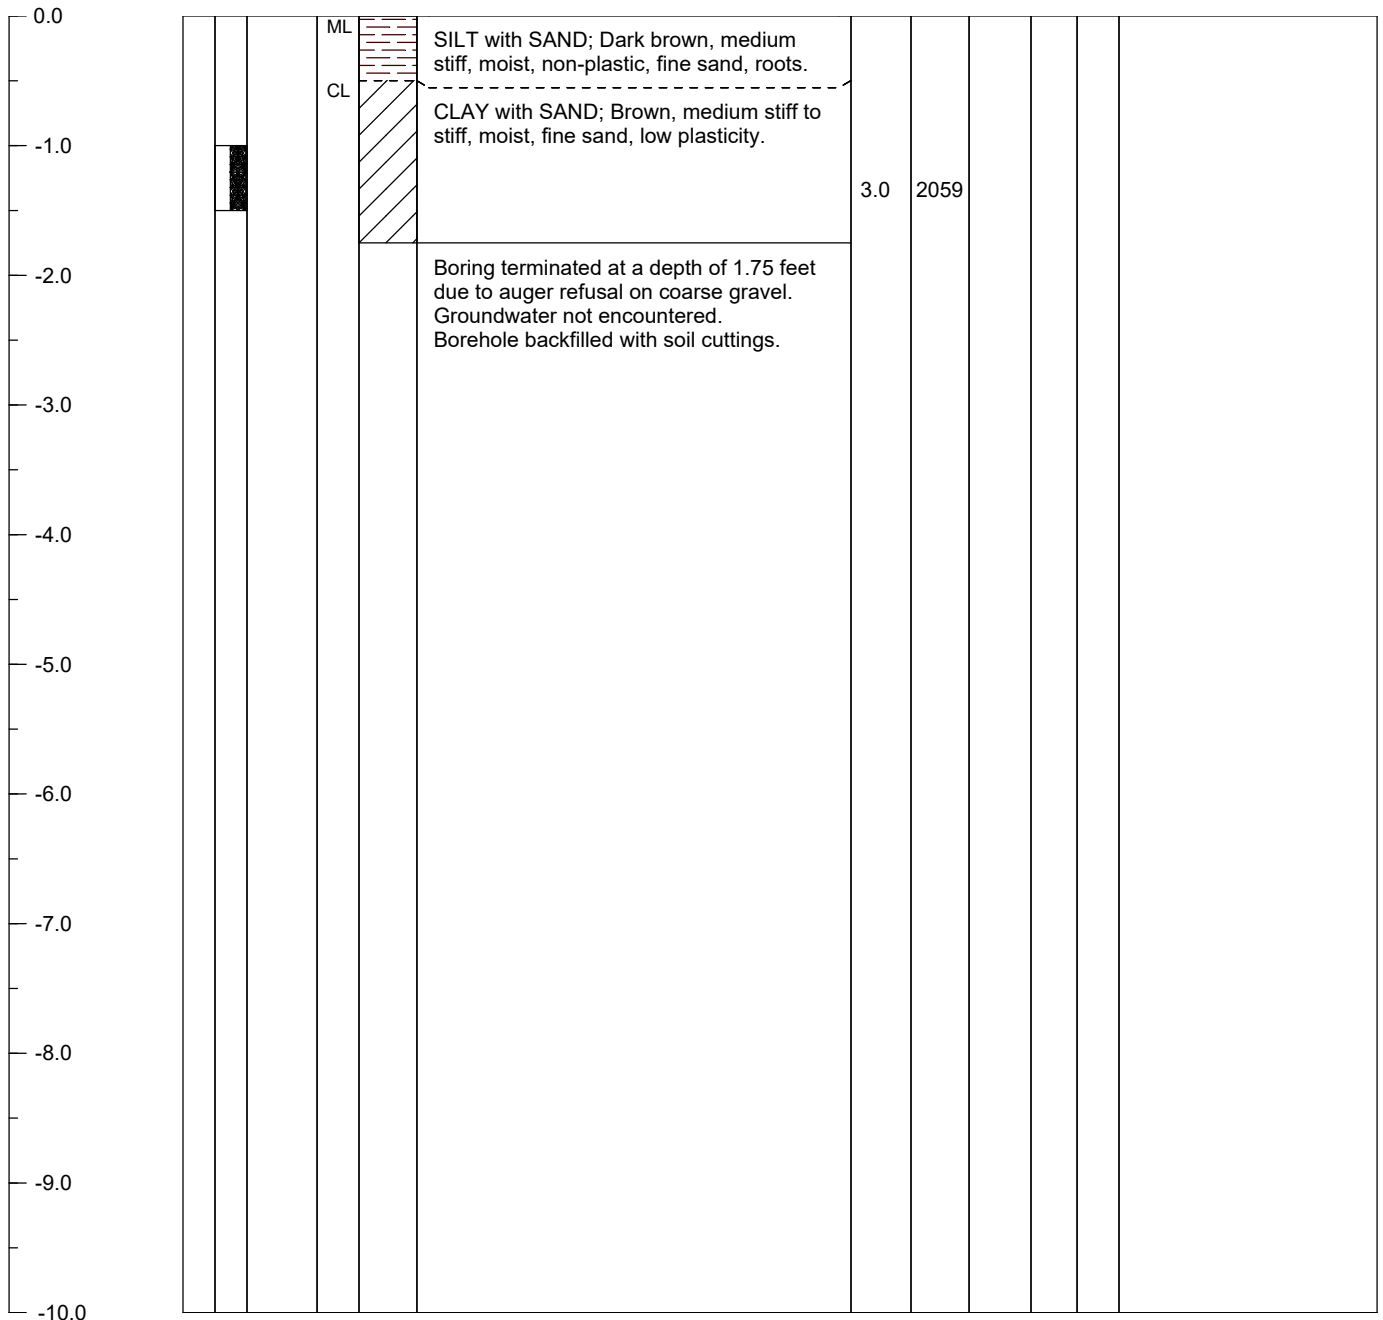 0.0
ML
SILT with SAND; Dark brown, medium
stiff, moist, non-plastic, fine sand, roots.
CL
CLAY with SAND; Brown, medium stiff to
stiff, moist, fine sand, low plasticity.
-1.0
3.0 2059
-2.0
Boring terminated at a depth of 1.75 feet
due to auger refusal on coarse gravel.
Groundwater not encountered.
Borehole backfilled with soil cuttings.
-3.0
-4.0
-5.0
-6.0
-7.0
-8.0
-9.0
-10.0